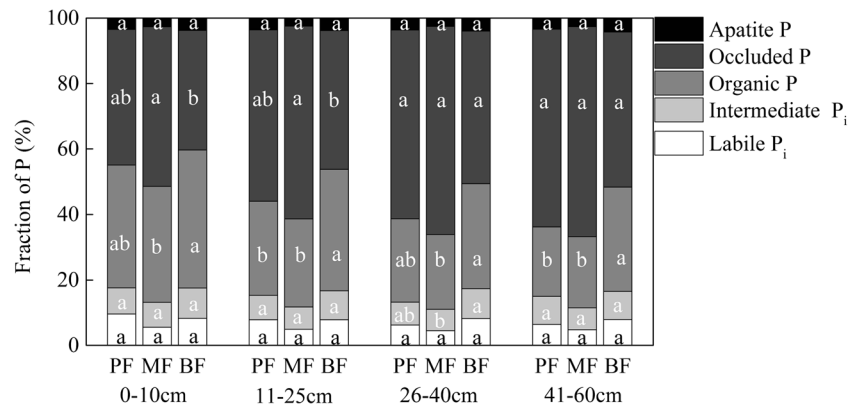 100
80
60
40
20
0
Fraction of P (%)
a a a a a a a a a a a a
ab a b ab a b a a a a a a
ab b a b b a ab b a b b a
a a a a a a ab b a a a a
a a a a a a a a a a a a
PF MF BF PF MF BF PF MF BF PF MF BF
0-10cm 11-25cm 26-40cm 41-60cm
Apatite P
Occluded P
Organic P
Intermediate Pi
Labile Pi